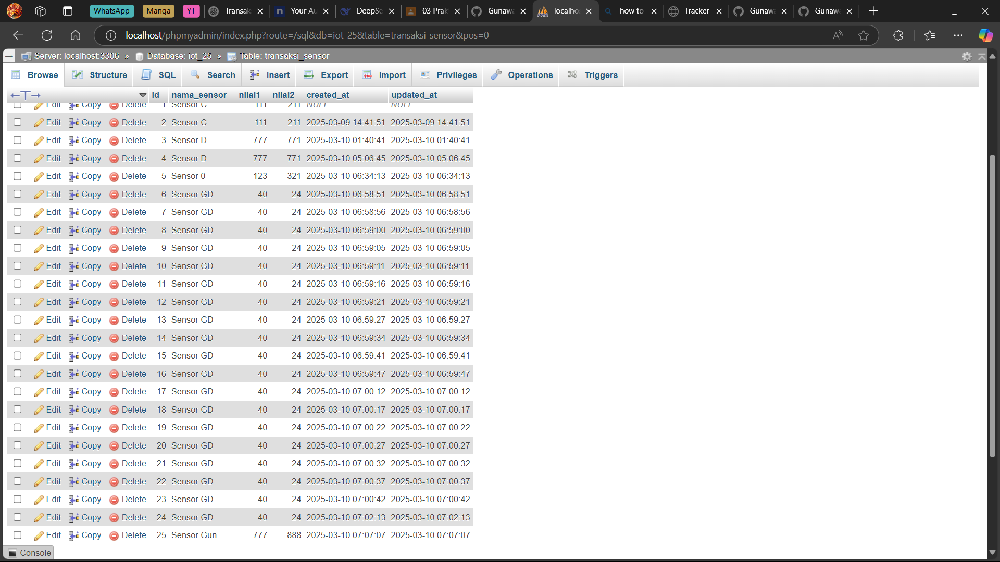 WhatsApp Manga YT Transak Your Au DeepSe 03 Prak Gunawa localho how to Tracker Gunaw Gunaw
localhost/phpmyadmin/index.php?route=/sql&db=iot_25&table=transaksi_sensor&pos=0
Server: localhost:3306 » Database: iot_25 » Table: transaksi_sensor
Browse Structure SQL Search Insert Export Import Privileges Operations Triggers
←T→ id nama_sensor nilai1 nilai2 created_at updated_at
Edit Copy Delete 1 Sensor C 111 211 NULL NULL
Edit Copy Delete 2 Sensor C 111 211 2025-03-09 14:41:51 2025-03-09 14:41:51
Edit Copy Delete 3 Sensor D 777 771 2025-03-10 01:40:41 2025-03-10 01:40:41
Edit Copy Delete 4 Sensor D 777 771 2025-03-10 05:06:45 2025-03-10 05:06:45
Edit Copy Delete 5 Sensor 0 123 321 2025-03-10 06:34:13 2025-03-10 06:34:13
Edit Copy Delete 6 Sensor GD 40 24 2025-03-10 06:58:51 2025-03-10 06:58:51
Edit Copy Delete 7 Sensor GD 40 24 2025-03-10 06:58:56 2025-03-10 06:58:56
Edit Copy Delete 8 Sensor GD 40 24 2025-03-10 06:59:00 2025-03-10 06:59:00
Edit Copy Delete 9 Sensor GD 40 24 2025-03-10 06:59:05 2025-03-10 06:59:05
Edit Copy Delete 10 Sensor GD 40 24 2025-03-10 06:59:11 2025-03-10 06:59:11
Edit Copy Delete 11 Sensor GD 40 24 2025-03-10 06:59:16 2025-03-10 06:59:16
Edit Copy Delete 12 Sensor GD 40 24 2025-03-10 06:59:21 2025-03-10 06:59:21
Edit Copy Delete 13 Sensor GD 40 24 2025-03-10 06:59:27 2025-03-10 06:59:27
Edit Copy Delete 14 Sensor GD 40 24 2025-03-10 06:59:34 2025-03-10 06:59:34
Edit Copy Delete 15 Sensor GD 40 24 2025-03-10 06:59:41 2025-03-10 06:59:41
Edit Copy Delete 16 Sensor GD 40 24 2025-03-10 06:59:47 2025-03-10 06:59:47
Edit Copy Delete 17 Sensor GD 40 24 2025-03-10 07:00:12 2025-03-10 07:00:12
Edit Copy Delete 18 Sensor GD 40 24 2025-03-10 07:00:17 2025-03-10 07:00:17
Edit Copy Delete 19 Sensor GD 40 24 2025-03-10 07:00:22 2025-03-10 07:00:22
Edit Copy Delete 20 Sensor GD 40 24 2025-03-10 07:00:27 2025-03-10 07:00:27
Edit Copy Delete 21 Sensor GD 40 24 2025-03-10 07:00:32 2025-03-10 07:00:32
Edit Copy Delete 22 Sensor GD 40 24 2025-03-10 07:00:37 2025-03-10 07:00:37
Edit Copy Delete 23 Sensor GD 40 24 2025-03-10 07:00:42 2025-03-10 07:00:42
Edit Copy Delete 24 Sensor GD 40 24 2025-03-10 07:02:13 2025-03-10 07:02:13
Edit Copy Delete 25 Sensor Gun 777 888 2025-03-10 07:07:07 2025-03-10 07:07:07
Console